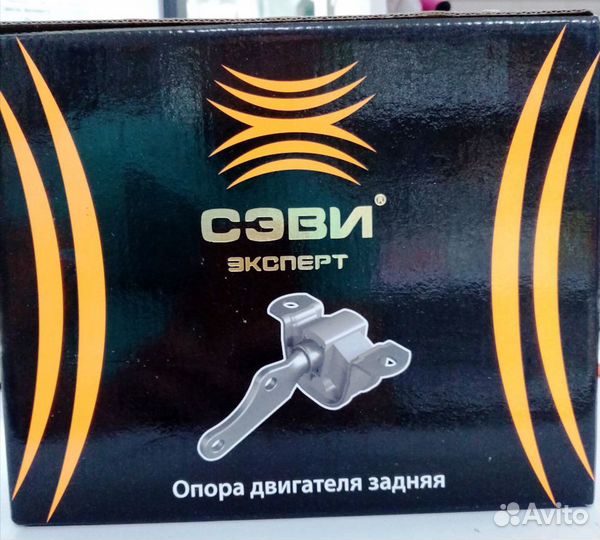 СЭВИ®
ЭКСПЕРТ
Опора двигателя задняя
Avito